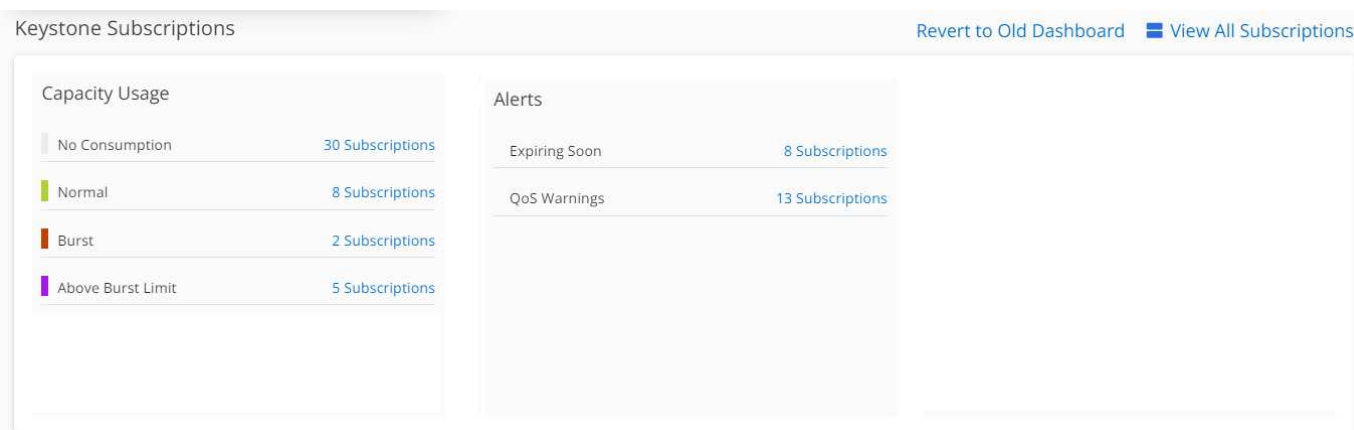 Keystone Subscriptions
Revert to Old Dashboard View All Subscriptions
Capacity Usage
No Consumption 30 Subscriptions
Normal 8 Subscriptions
Burst 2 Subscriptions
Above Burst Limit 5 Subscriptions
Alerts
Expiring Soon 8 Subscriptions
QoS Warnings 13 Subscriptions